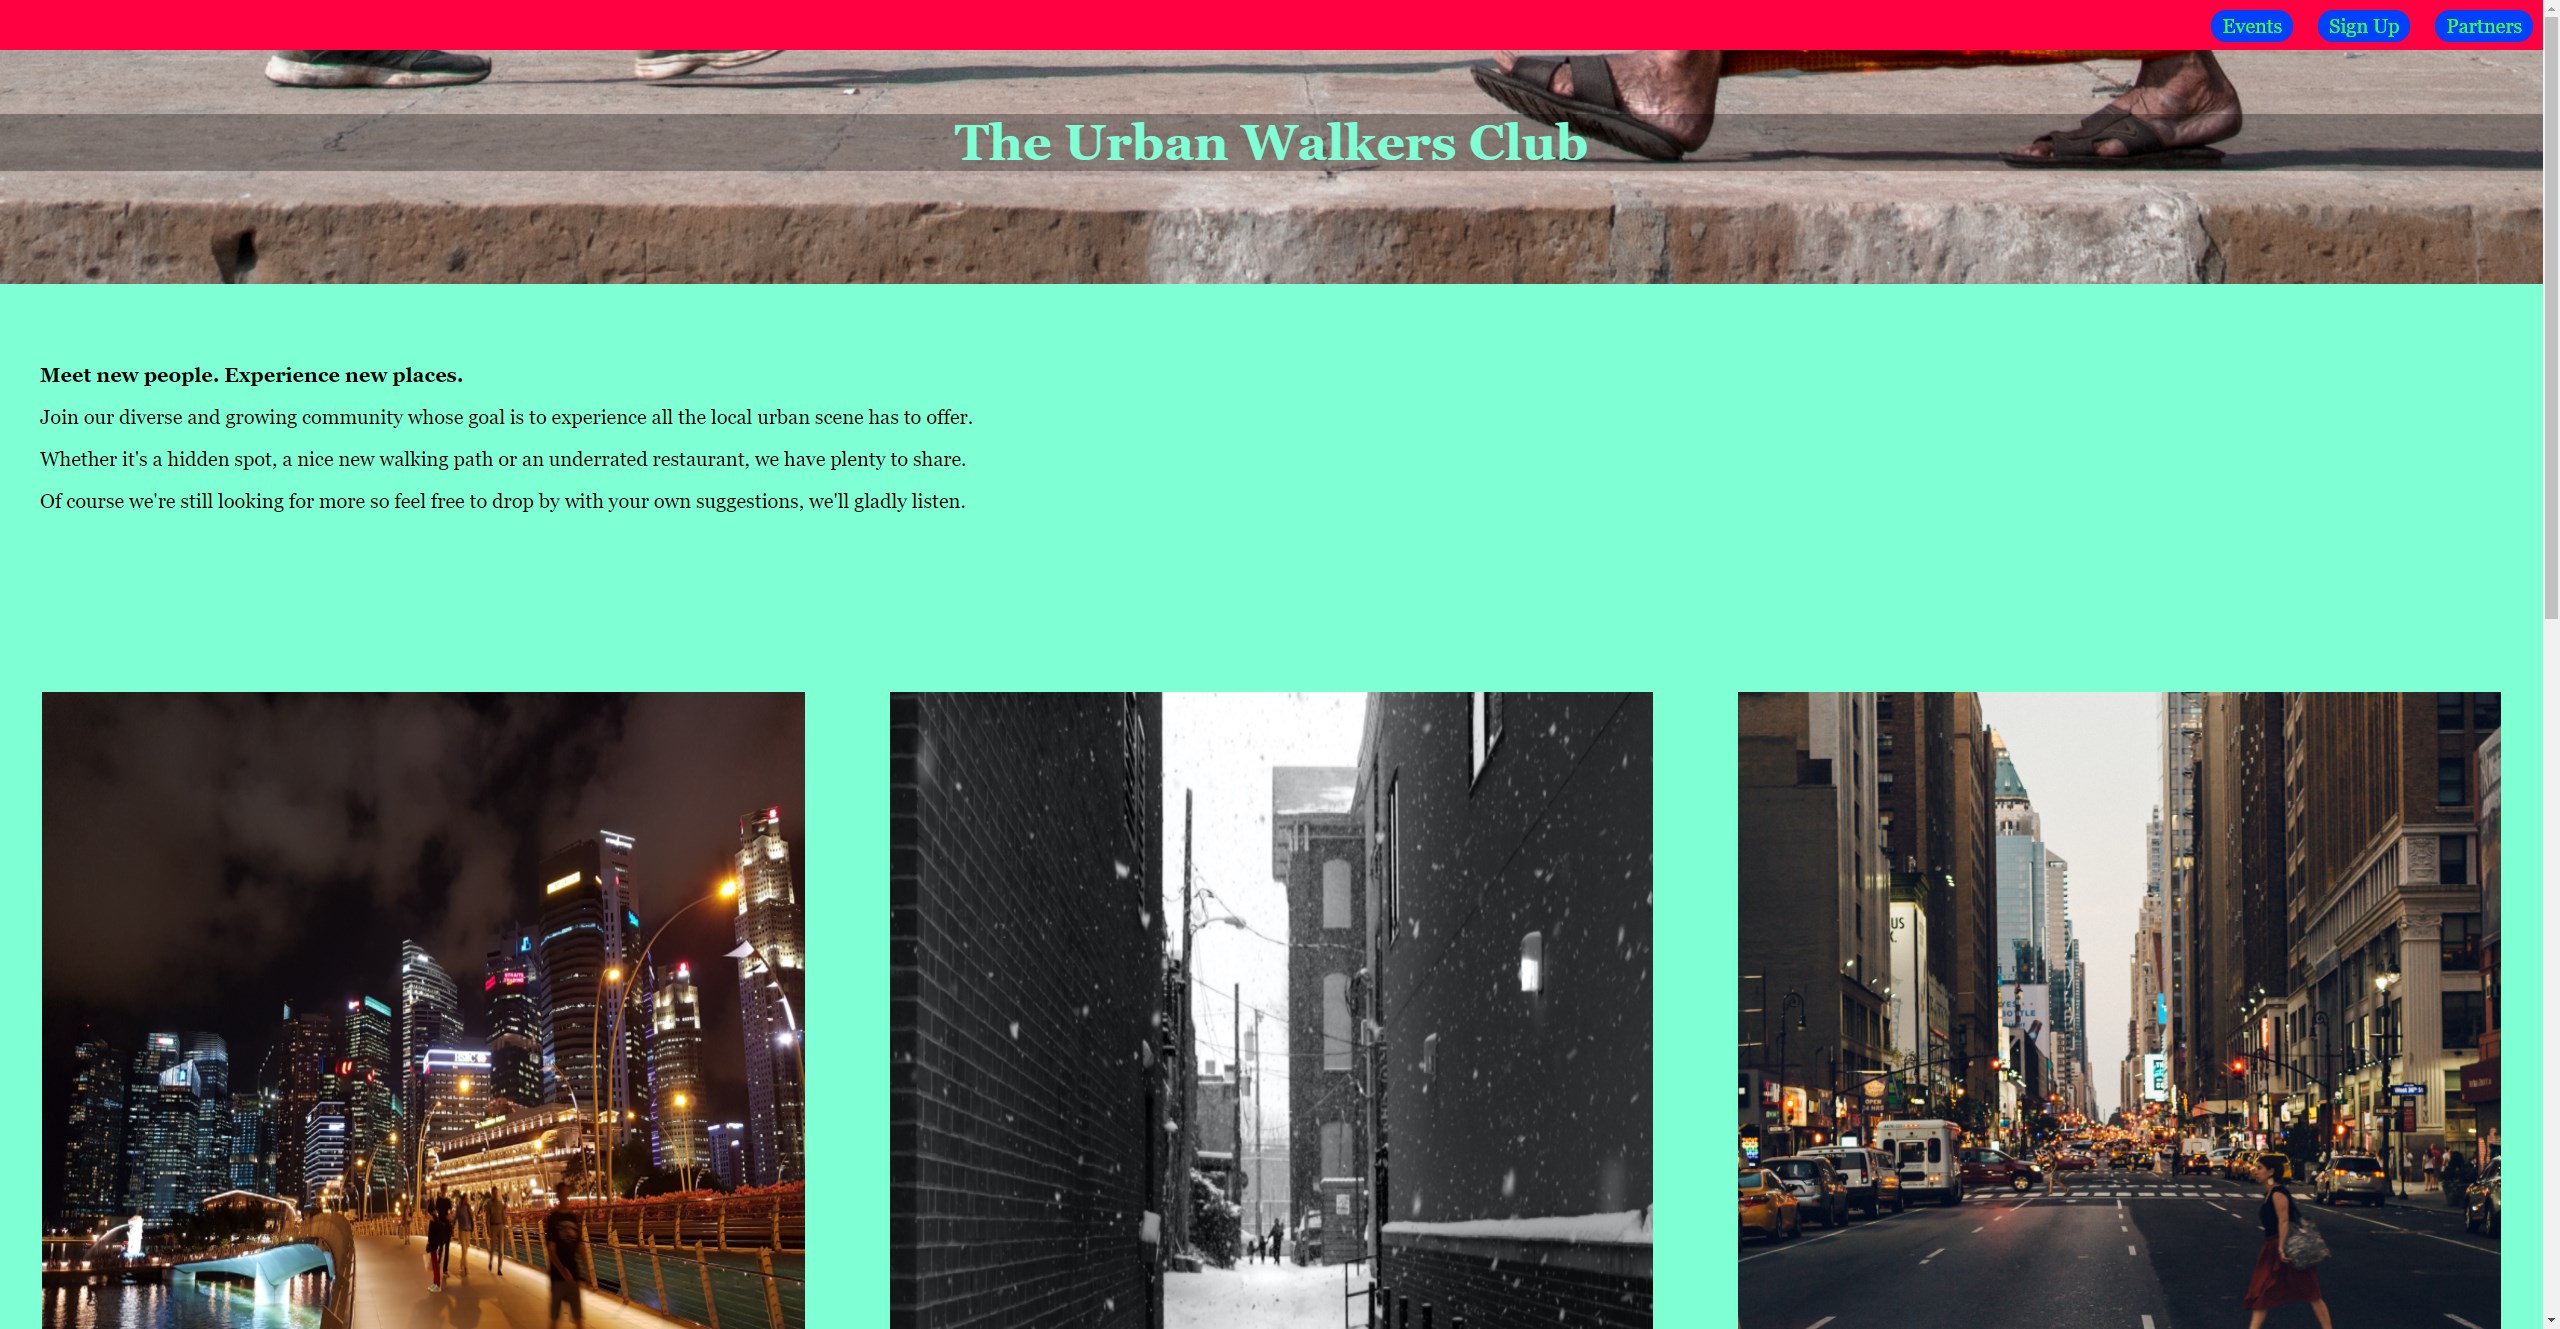 Events Sign Up Partners
The Urban Walkers Club
Meet new people. Experience new places.
Join our diverse and growing community whose goal is to experience all the local urban scene has to offer.
Whether it's a hidden spot, a nice new walking path or an underrated restaurant, we have plenty to share.
Of course we're still looking for more so feel free to drop by with your own suggestions, we'll gladly listen.
HSBC
US
OPEN